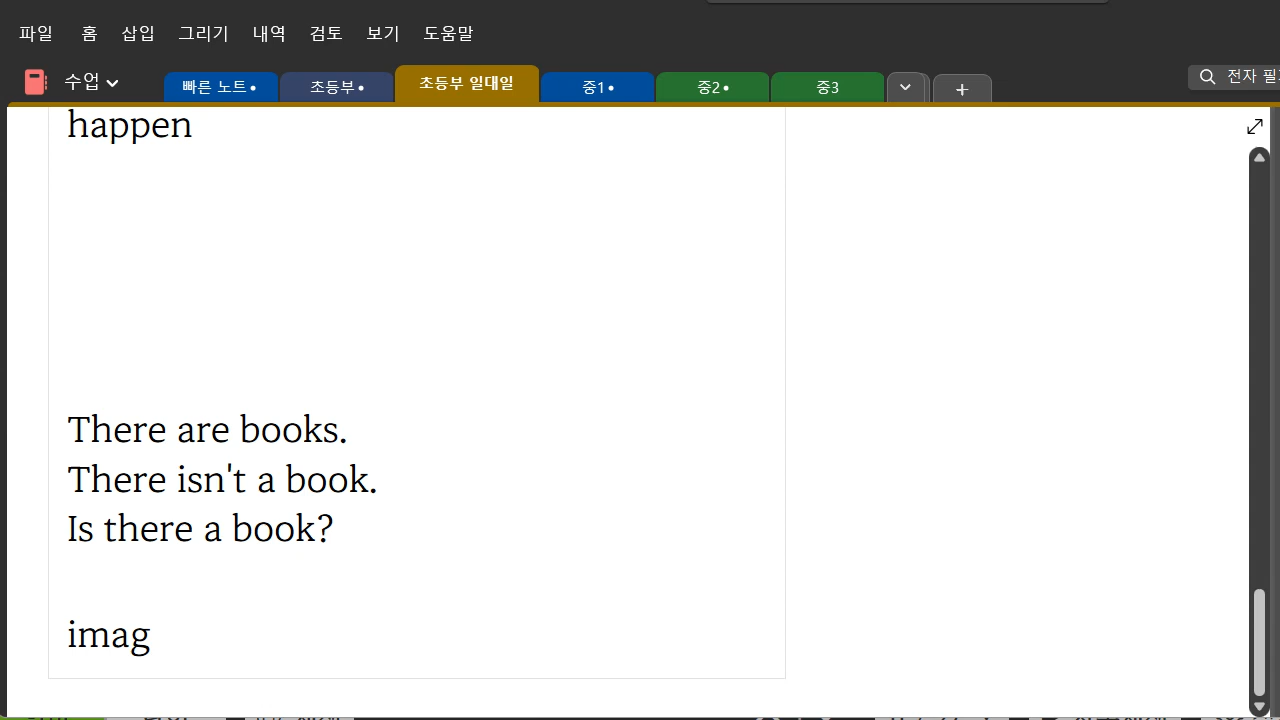 파일 홈 삽입 그리기 내역 검토 보기 도움말
수업 빠른 노트 초등부 초등부 일대일 중1 중2 중3 + 전자
happen
There are books.
There isn't a book.
Is there a book?
imag